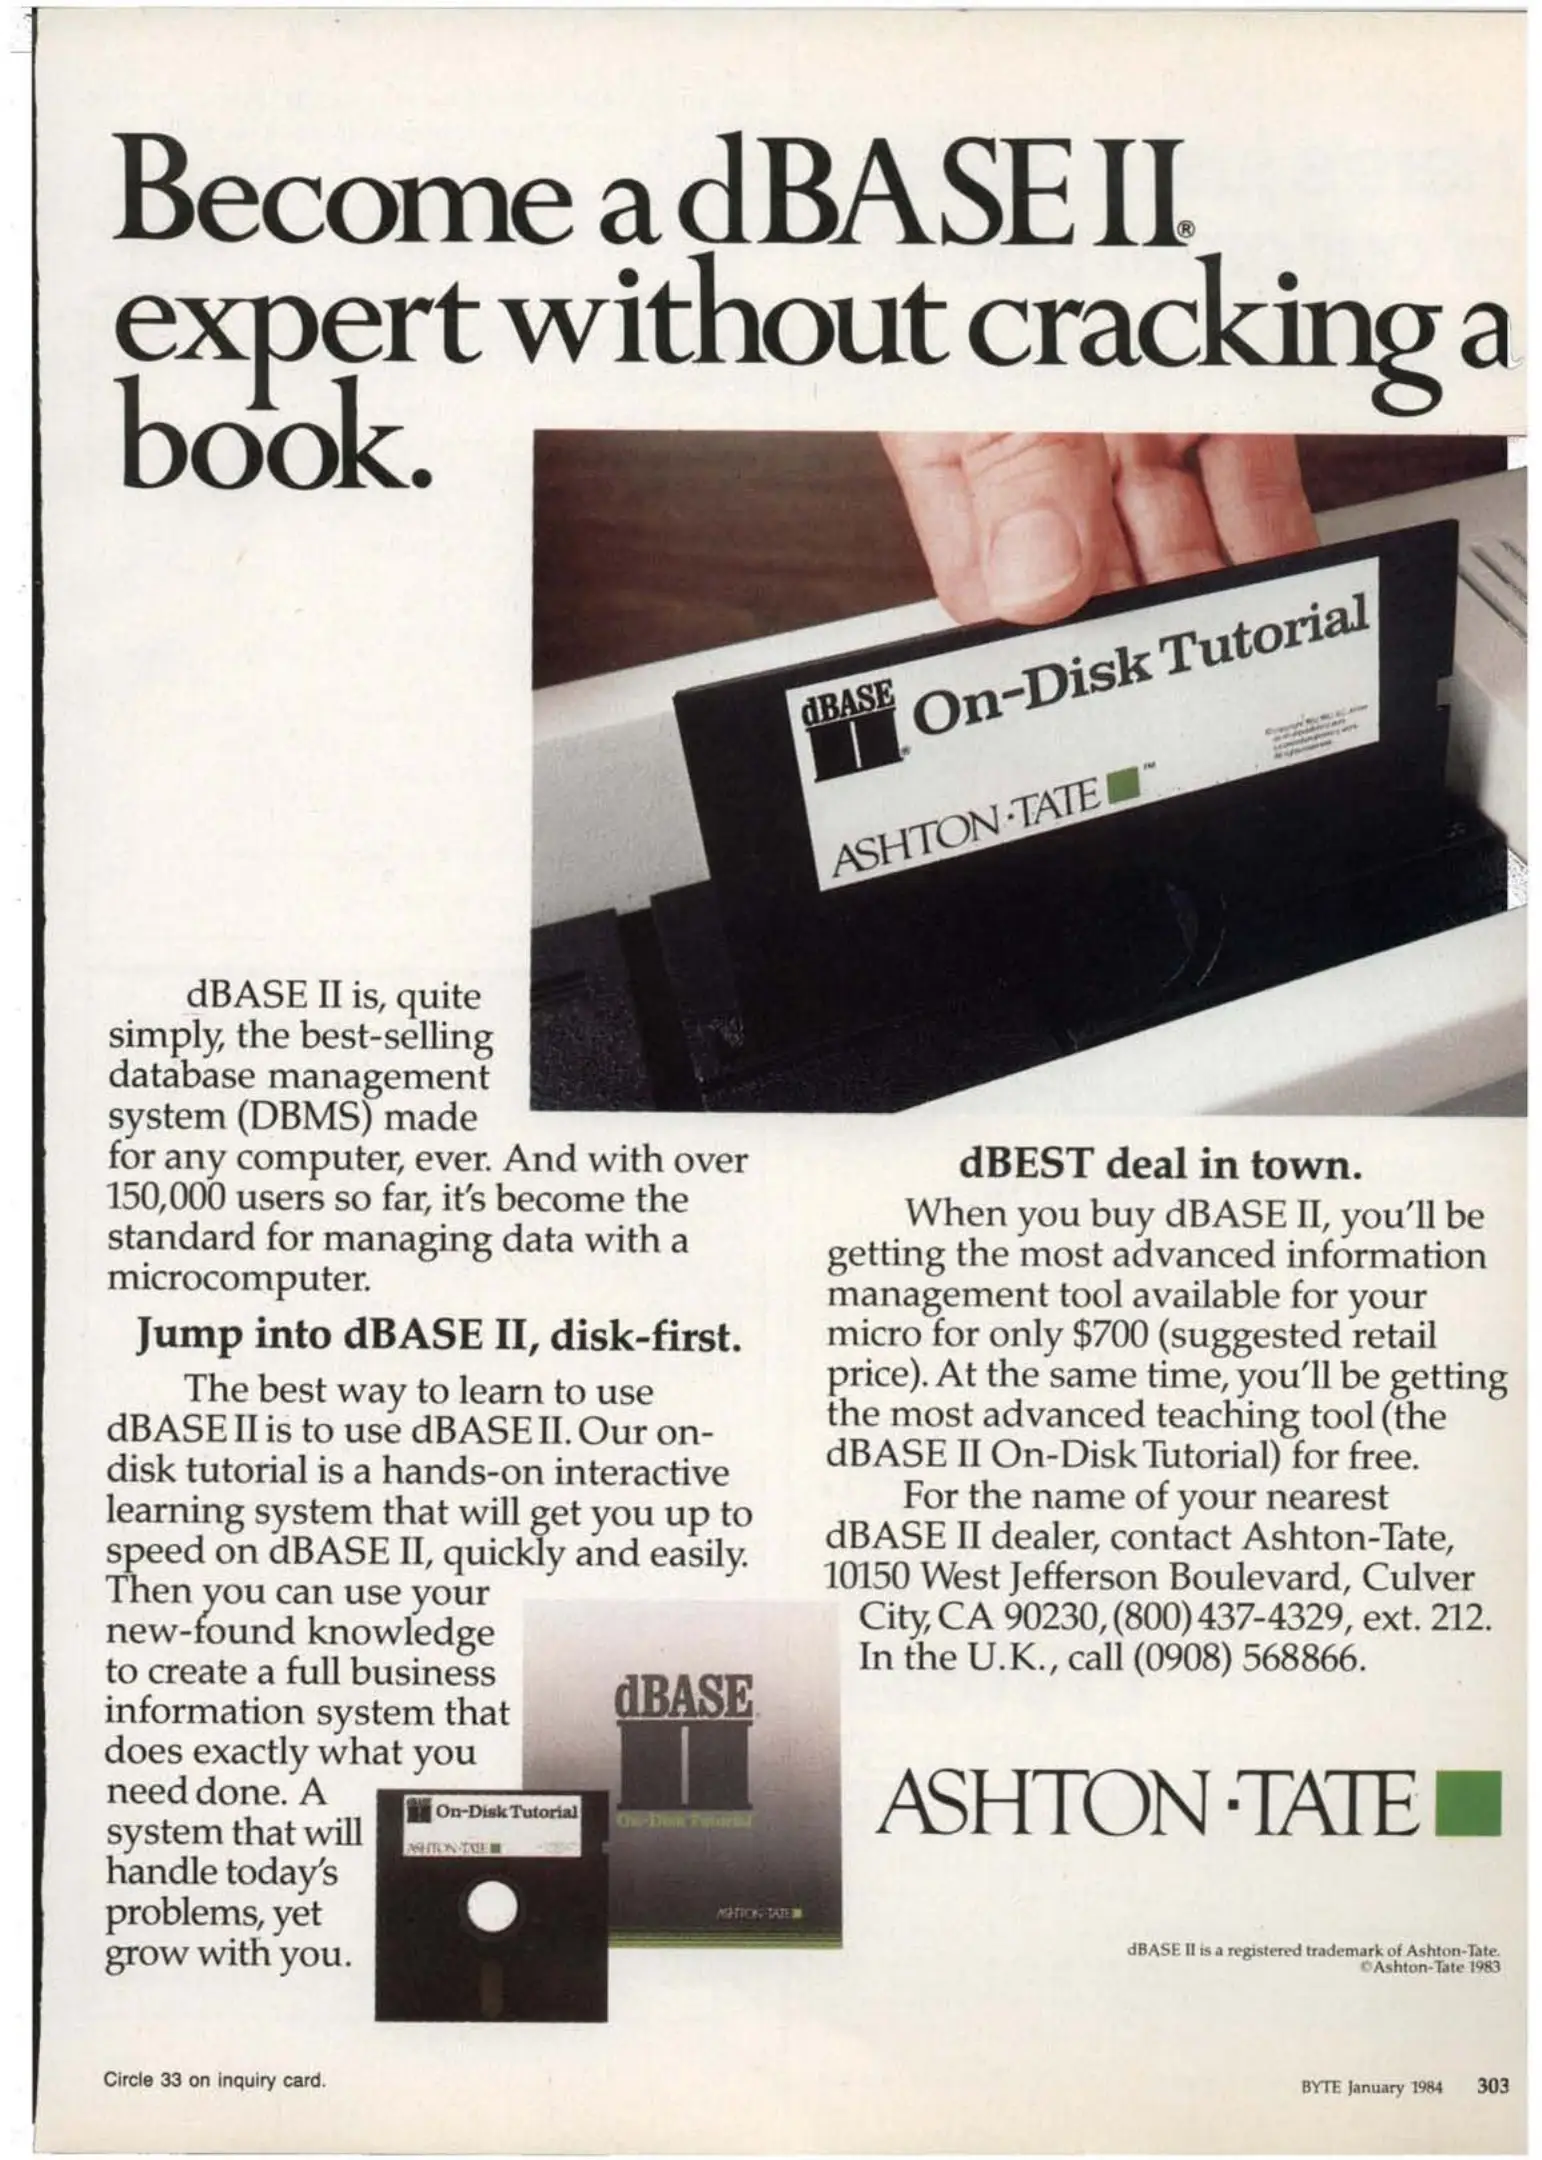 Become a dBASE II®
expert without cracking a
book.
dBASE II® On-Disk Tutorial
ASHTON·TATE ™
dBASE II is, quite
simply, the best-selling
database management
system (DBMS) made
for any computer, ever. And with over
150,000 users so far, it's become the
standard for managing data with a
microcomputer.
Jump into dBASE II, disk-first.
The best way to learn to use
dBASE II is to use dBASE II. Our on-
disk tutorial is a hands-on interactive
learning system that will get you up to
speed on dBASE II, quickly and easily.
Then you can use your
new-found knowledge
to create a full business
information system that
does exactly what you
need done. A
system that will
handle today's
problems, yet
grow with you.
dBASE II On-Disk Tutorial
ASHTON·TATE
dBASE
II
On-Disk Tutorial
ASHTON·TATE
dBEST deal in town.
When you buy dBASE II, you'll be
getting the most advanced information
management tool available for your
micro for only $700 (suggested retail
price). At the same time, you'll be getting
the most advanced teaching tool (the
dBASE II On-Disk Tutorial) for free.
For the name of your nearest
dBASE II dealer, contact Ashton-Tate,
10150 West Jefferson Boulevard, Culver
City, CA 90230, (800) 437-4329, ext. 212.
In the U.K., call (0908) 568866.
ASHTON·TATE
dBASE II is a registered trademark of Ashton-Tate.
©Ashton-Tate 1983
Circle 33 on inquiry card.
BYTE January 1984 303